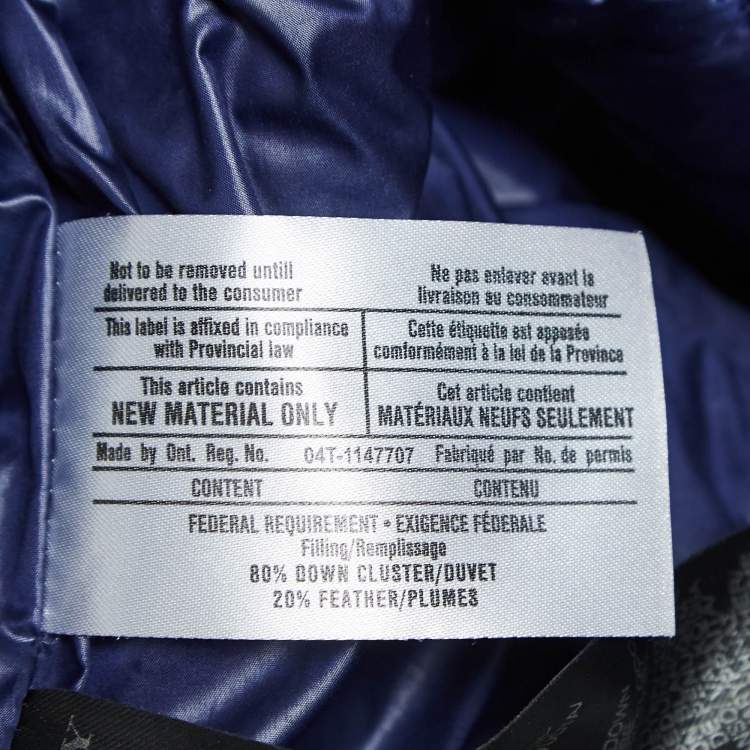 Not to be removed untill
delivered to the consumer
Ne pas enlaver avant la
livraison au consommateur
This label is affixed in compliance
with Provincial law
Cette étiquette est apposée
comformément à la lei de la Province
This article contains
NEW MATERIAL ONLY
Cet article contient
MATÉRIAUX NEUFS SEULEMENT
Made by Ont. Reg. No. 04T-1147707 Fabriqué par No. de permis
CONTENT
CONTENU
FEDERAL REQUIREMENT • EXIGENCE FÉDERALE
Filling/Remplissage
80% DOWN CLUSTER/DUVET
20% FEATHER/PLUMES